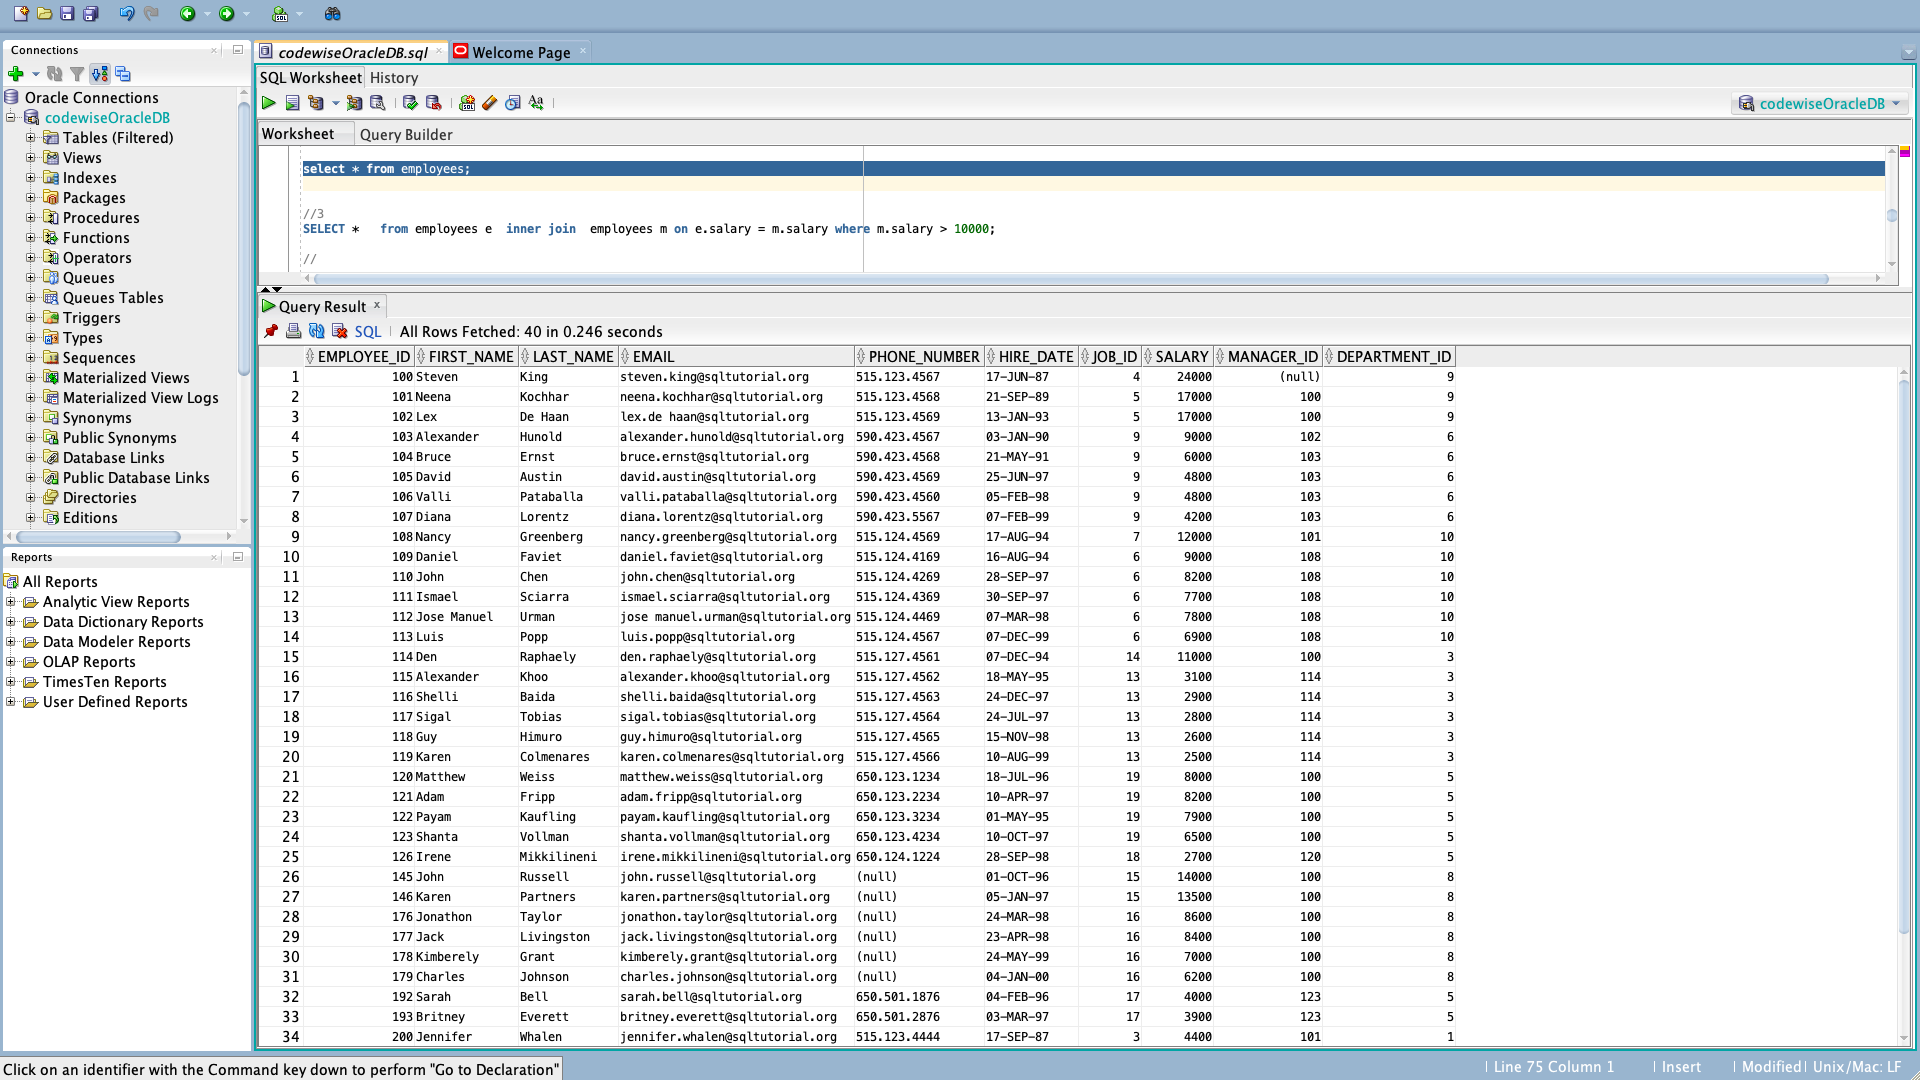 Connections
Oracle Connections
codewiseOracleDB
Tables (Filtered)
Views
Indexes
Packages
Procedures
Functions
Operators
Queues
Queues Tables
Triggers
Types
Sequences
Materialized Views
Materialized View Logs
Synonyms
Public Synonyms
Database Links
Public Database Links
Directories
Editions
Reports
All Reports
Analytic View Reports
Data Dictionary Reports
Data Modeler Reports
OLAP Reports
TimesTen Reports
User Defined Reports
codewiseOracleDB.sql
Welcome Page
SQL Worksheet History
codewiseOracleDB
Worksheet Query Builder
select * from employees;
//3
SELECT * from employees e inner join employees m on e.salary = m.salary where m.salary > 10000;
//
Query Result
SQL All Rows Fetched: 40 in 0.246 seconds
EMPLOYEE_ID FIRST_NAME LAST_NAME EMAIL PHONE_NUMBER HIRE_DATE JOB_ID SALARY MANAGER_ID DEPARTMENT_ID
1 100 Steven King steven.king@sqltutorial.org 515.123.4567 17-JUN-87 4 24000 (null) 9
2 101 Neena Kochhar neena.kochhar@sqltutorial.org 515.123.4568 21-SEP-89 5 17000 100 9
3 102 Lex De Haan lex.de haan@sqltutorial.org 515.123.4569 13-JAN-93 5 17000 100 9
4 103 Alexander Hunold alexander.hunold@sqltutorial.org 590.423.4567 03-JAN-90 9 9000 102 6
5 104 Bruce Ernst bruce.ernst@sqltutorial.org 590.423.4568 21-MAY-91 9 6000 103 6
6 105 David Austin david.austin@sqltutorial.org 590.423.4569 25-JUN-97 9 4800 103 6
7 106 Valli Pataballa valli.pataballa@sqltutorial.org 590.423.4560 05-FEB-98 9 4800 103 6
8 107 Diana Lorentz diana.lorentz@sqltutorial.org 590.423.5567 07-FEB-99 9 4200 103 6
9 108 Nancy Greenberg nancy.greenberg@sqltutorial.org 515.124.4569 17-AUG-94 7 12000 101 10
10 109 Daniel Faviet daniel.faviet@sqltutorial.org 515.124.4169 16-AUG-94 6 9000 108 10
11 110 John Chen john.chen@sqltutorial.org 515.124.4269 28-SEP-97 6 8200 108 10
12 111 Ismael Sciarra ismael.sciarra@sqltutorial.org 515.124.4369 30-SEP-97 6 7700 108 10
13 112 Jose Manuel Urman jose manuel.urman@sqltutorial.org 515.124.4469 07-MAR-98 6 7800 108 10
14 113 Luis Popp luis.popp@sqltutorial.org 515.124.4567 07-DEC-99 6 6900 108 10
15 114 Den Raphaely den.raphaely@sqltutorial.org 515.127.4561 07-DEC-94 14 11000 100 3
16 115 Alexander Khoo alexander.khoo@sqltutorial.org 515.127.4562 18-MAY-95 13 3100 114 3
17 116 Shelli Baida shelli.baida@sqltutorial.org 515.127.4563 24-DEC-97 13 2900 114 3
18 117 Sigal Tobias sigal.tobias@sqltutorial.org 515.127.4564 24-JUL-97 13 2800 114 3
19 118 Guy Himuro guy.himuro@sqltutorial.org 515.127.4565 15-NOV-98 13 2600 114 3
20 119 Karen Colmenares karen.colmenares@sqltutorial.org 515.127.4566 10-AUG-99 13 2500 114 3
21 120 Matthew Weiss matthew.weiss@sqltutorial.org 650.123.1234 18-JUL-96 19 8000 100 5
22 121 Adam Fripp adam.fripp@sqltutorial.org 650.123.2234 10-APR-97 19 8200 100 5
23 122 Payam Kaufling payam.kaufling@sqltutorial.org 650.123.3234 01-MAY-95 19 7900 100 5
24 123 Shanta Vollman shanta.vollman@sqltutorial.org 650.123.4234 10-OCT-97 19 6500 100 5
25 126 Irene Mikkilineni irene.mikkilineni@sqltutorial.org 650.124.1224 28-SEP-98 18 2700 120 5
26 145 John Russell john.russell@sqltutorial.org (null) 01-OCT-96 15 14000 100 8
27 146 Karen Partners karen.partners@sqltutorial.org (null) 05-JAN-97 15 13500 100 8
28 176 Jonathon Taylor jonathon.taylor@sqltutorial.org (null) 24-MAR-98 16 8600 100 8
29 177 Jack Livingston jack.livingston@sqltutorial.org (null) 23-APR-98 16 8400 100 8
30 178 Kimberely Grant kimberely.grant@sqltutorial.org (null) 24-MAY-99 16 7000 100 8
31 179 Charles Johnson charles.johnson@sqltutorial.org (null) 04-JAN-00 16 6200 100 8
32 192 Sarah Bell sarah.bell@sqltutorial.org 650.501.1876 04-FEB-96 17 4000 123 5
33 193 Britney Everett britney.everett@sqltutorial.org 650.501.2876 03-MAR-97 17 3900 123 5
34 200 Jennifer Whalen jennifer.whalen@sqltutorial.org 515.123.4444 17-SEP-87 3 4400 101 1
Click on an identifier with the Command key down to perform "Go to Declaration"
Line 75 Column 1 Insert Modified Unix/Mac: LF